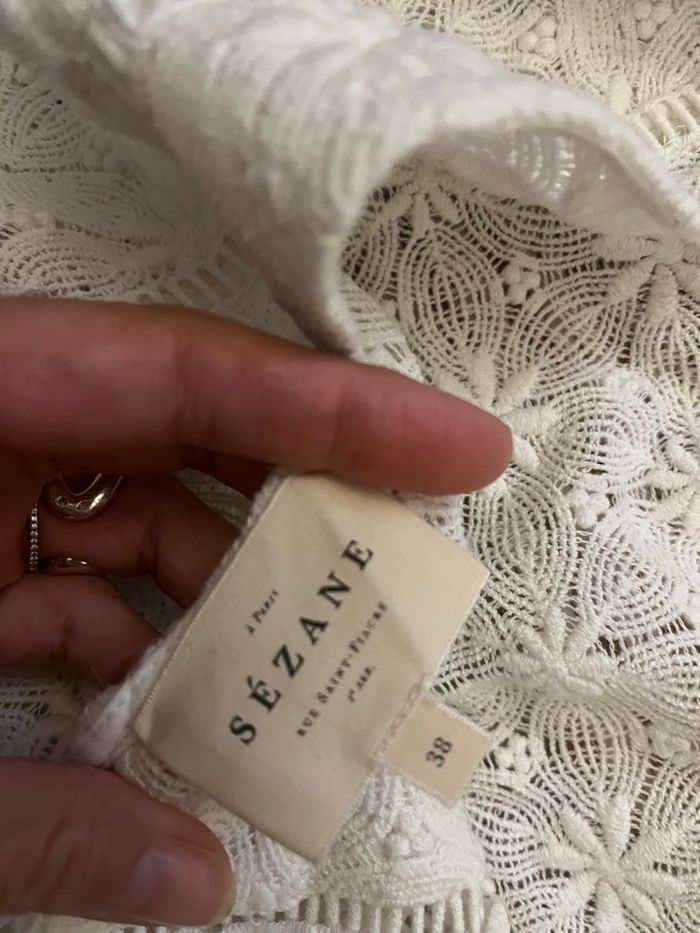 à Paris
SÉZANE
RUE SAINT-FIACRE
2ᵉ ARR.
38